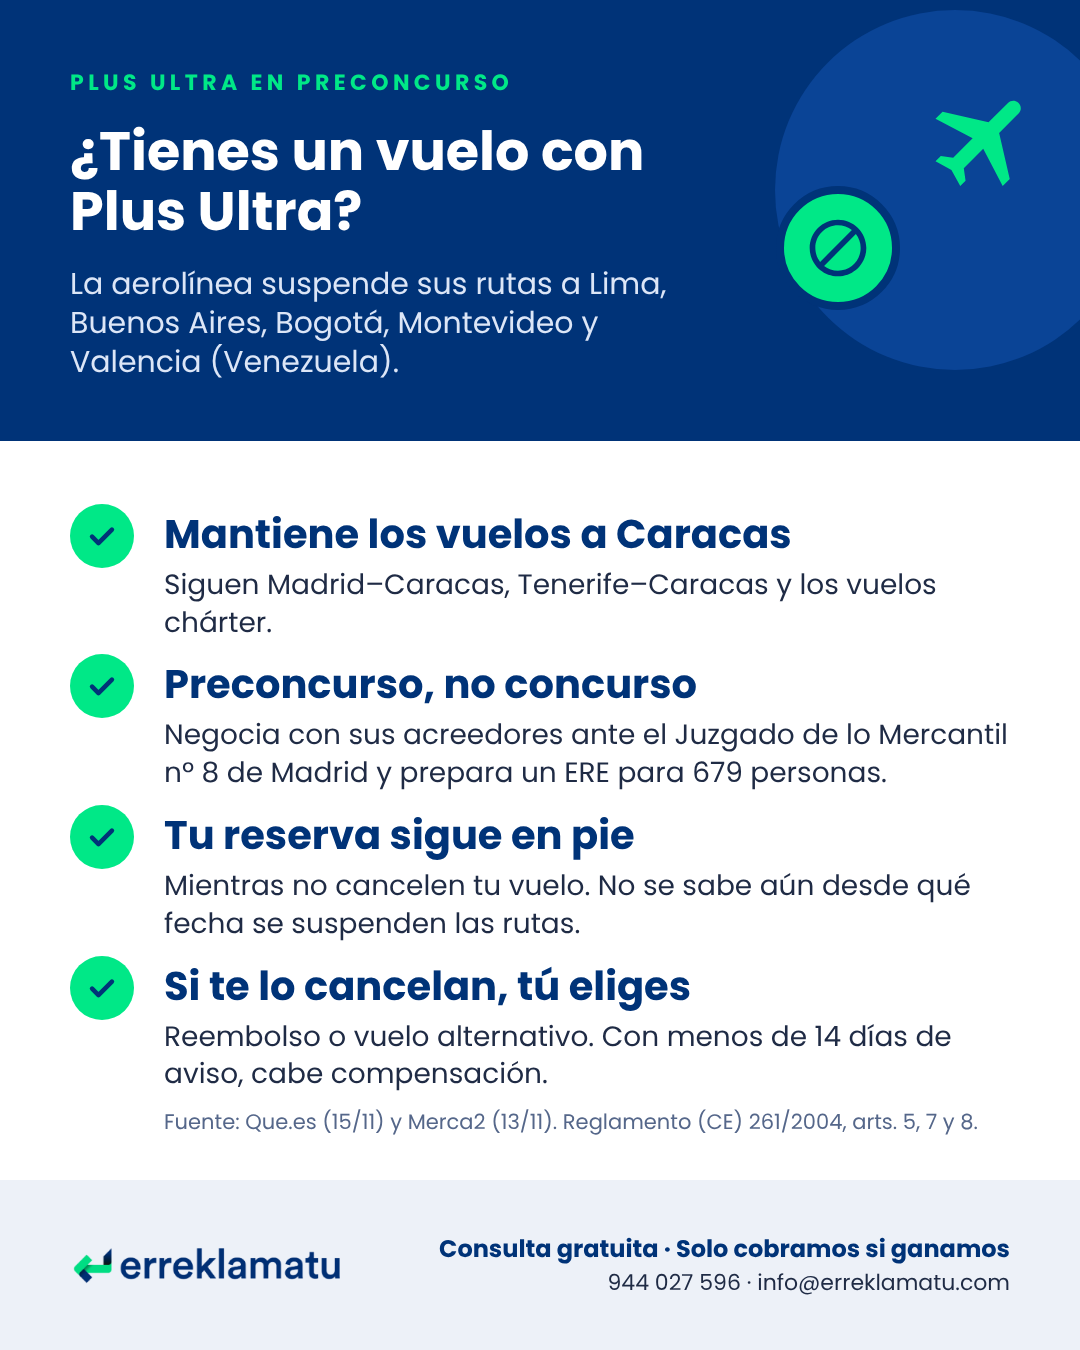 PLUS ULTRA EN PRECONCURSO
¿Tienes un vuelo con
Plus Ultra?
La aerolínea suspende sus rutas a Lima,
Buenos Aires, Bogotá, Montevideo y
Valencia (Venezuela).
Mantiene los vuelos a Caracas
Siguen Madrid–Caracas, Tenerife–Caracas y los vuelos
chárter.
Preconcurso, no concurso
Negocia con sus acreedores ante el Juzgado de lo Mercantil
nº 8 de Madrid y prepara un ERE para 679 personas.
Tu reserva sigue en pie
Mientras no cancelen tu vuelo. No se sabe aún desde qué
fecha se suspenden las rutas.
Si te lo cancelan, tú eliges
Reembolso o vuelo alternativo. Con menos de 14 días de
aviso, cabe compensación.
Fuente: Que.es (15/11) y Merca2 (13/11). Reglamento (CE) 261/2004, arts. 5, 7 y 8.
erreklamatu
Consulta gratuita · Solo cobramos si ganamos
944 027 596 · info@erreklamatu.com